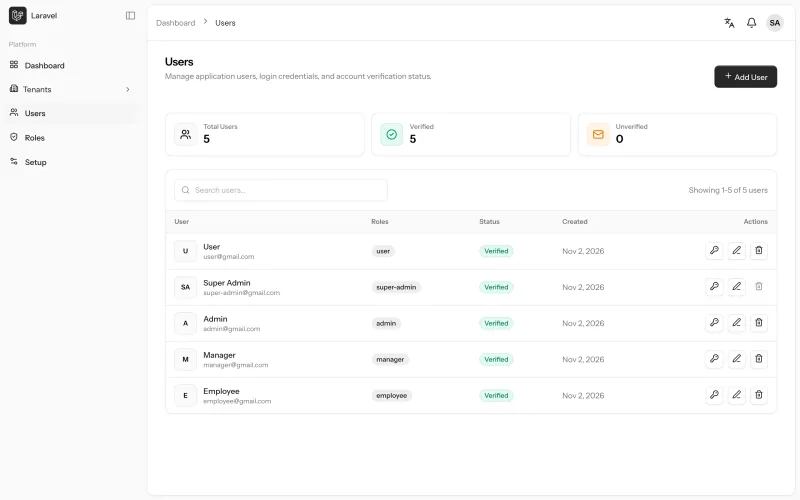 Laravel
Dashboard
Users
SA
Platform
Dashboard
Tenants
Users
Roles
Setup
Users
Manage application users, login credentials, and account verification status.
Add User
Total Users
5
Verified
5
Unverified
0
Search users...
Showing 1-5 of 5 users
User Roles Status Created Actions
U User user Verified Nov 2, 2026
user@gmail.com
SA Super Admin super-admin Verified Nov 2, 2026
super-admin@gmail.com
A Admin admin Verified Nov 2, 2026
admin@gmail.com
M Manager manager Verified Nov 2, 2026
manager@gmail.com
E Employee employee Verified Nov 2, 2026
employee@gmail.com